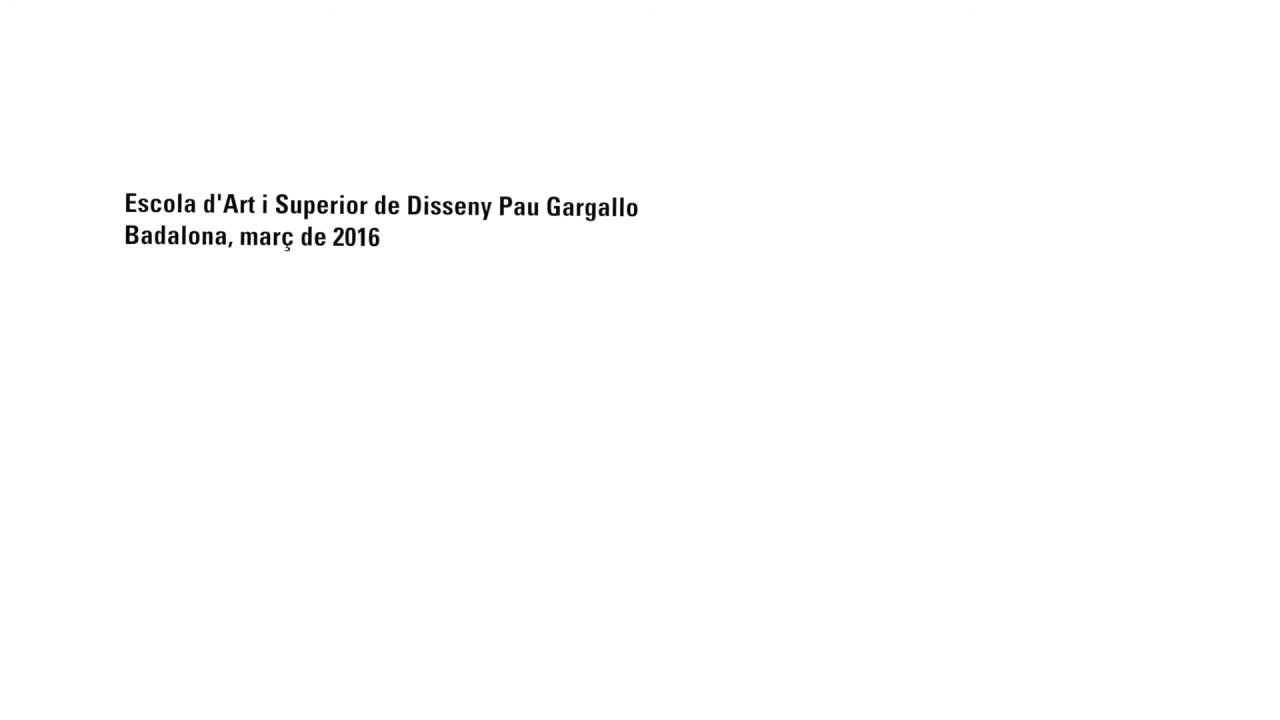 Escola d'Art i Superior de Disseny Pau Gargallo
Badalona, març de 2016